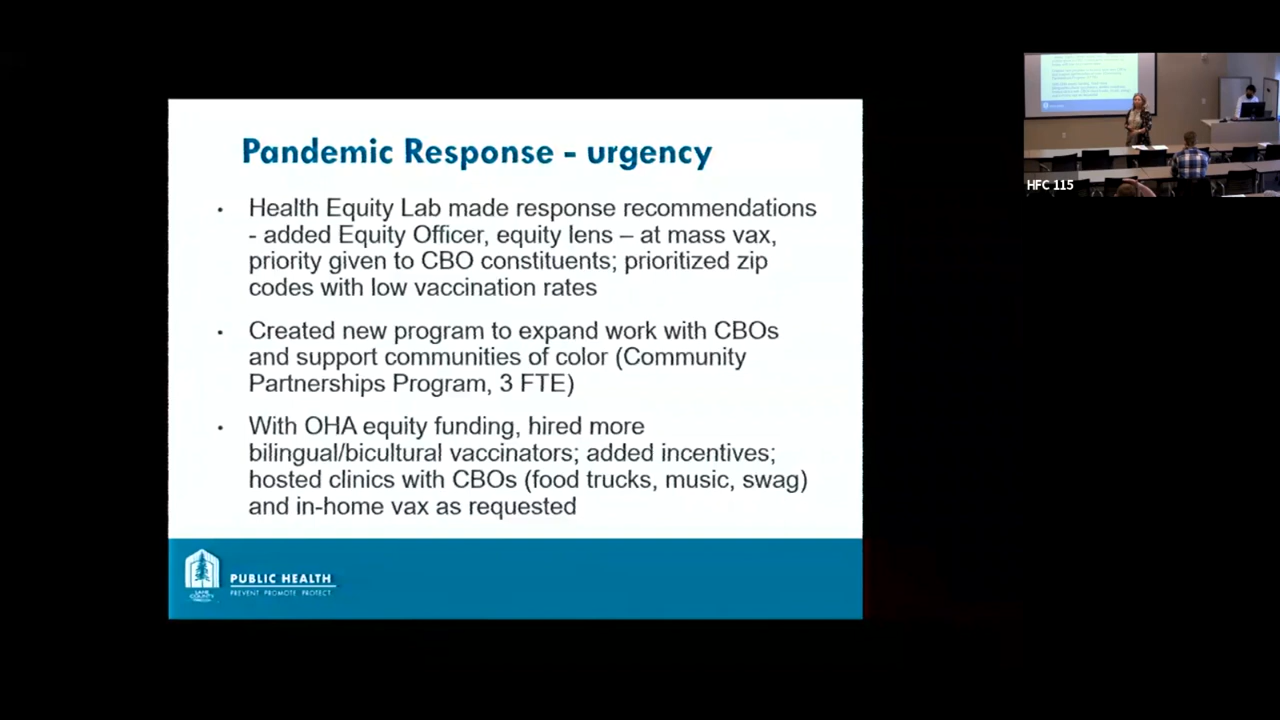 Pandemic Response - urgency
• Health Equity Lab made response recommendations
- added Equity Officer, equity lens – at mass vax,
priority given to CBO constituents; prioritized zip
codes with low vaccination rates
• Created new program to expand work with CBOs
and support communities of color (Community
Partnerships Program, 3 FTE)
• With OHA equity funding, hired more
bilingual/bicultural vaccinators; added incentives;
hosted clinics with CBOs (food trucks, music, swag)
and in-home vax as requested
LANE
COUNTY
PUBLIC HEALTH
PREVENT PROMOTE PROTECT
HFC 115